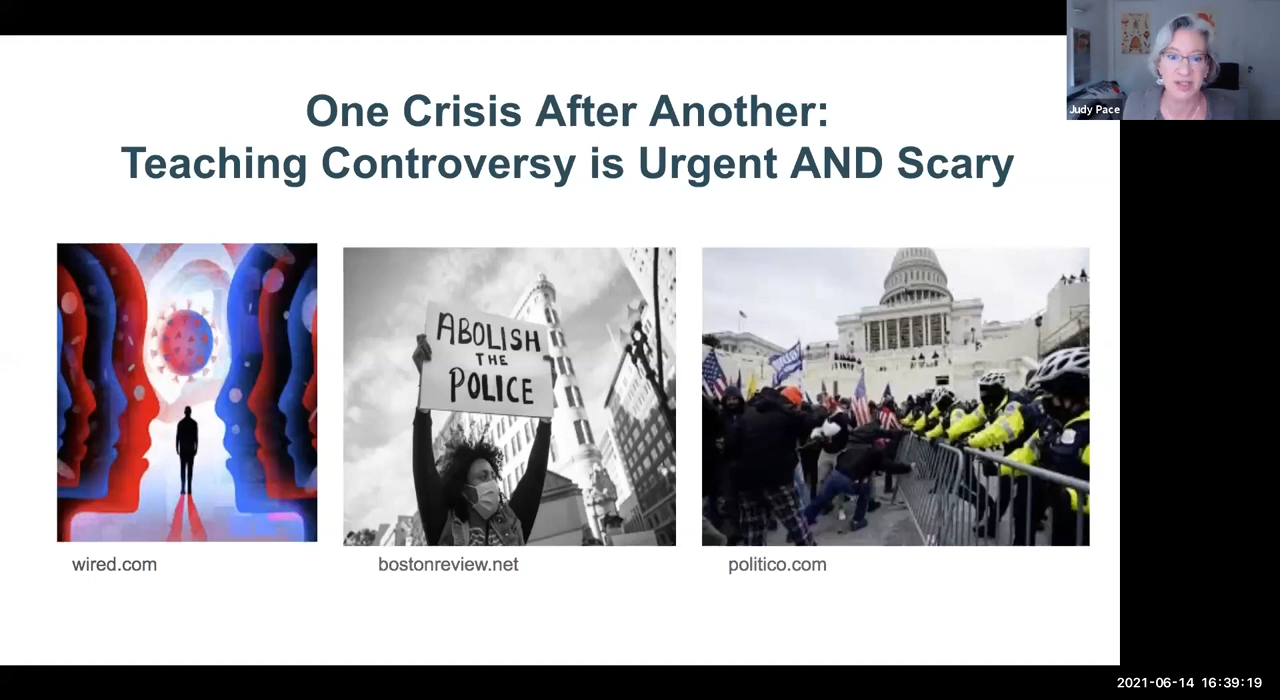 One Crisis After Another:
Teaching Controversy is Urgent AND Scary
Judy Pace
ABOLISH
THE
POLICE
wired.com
bostonreview.net
politico.com
2021-06-14 16:39:19